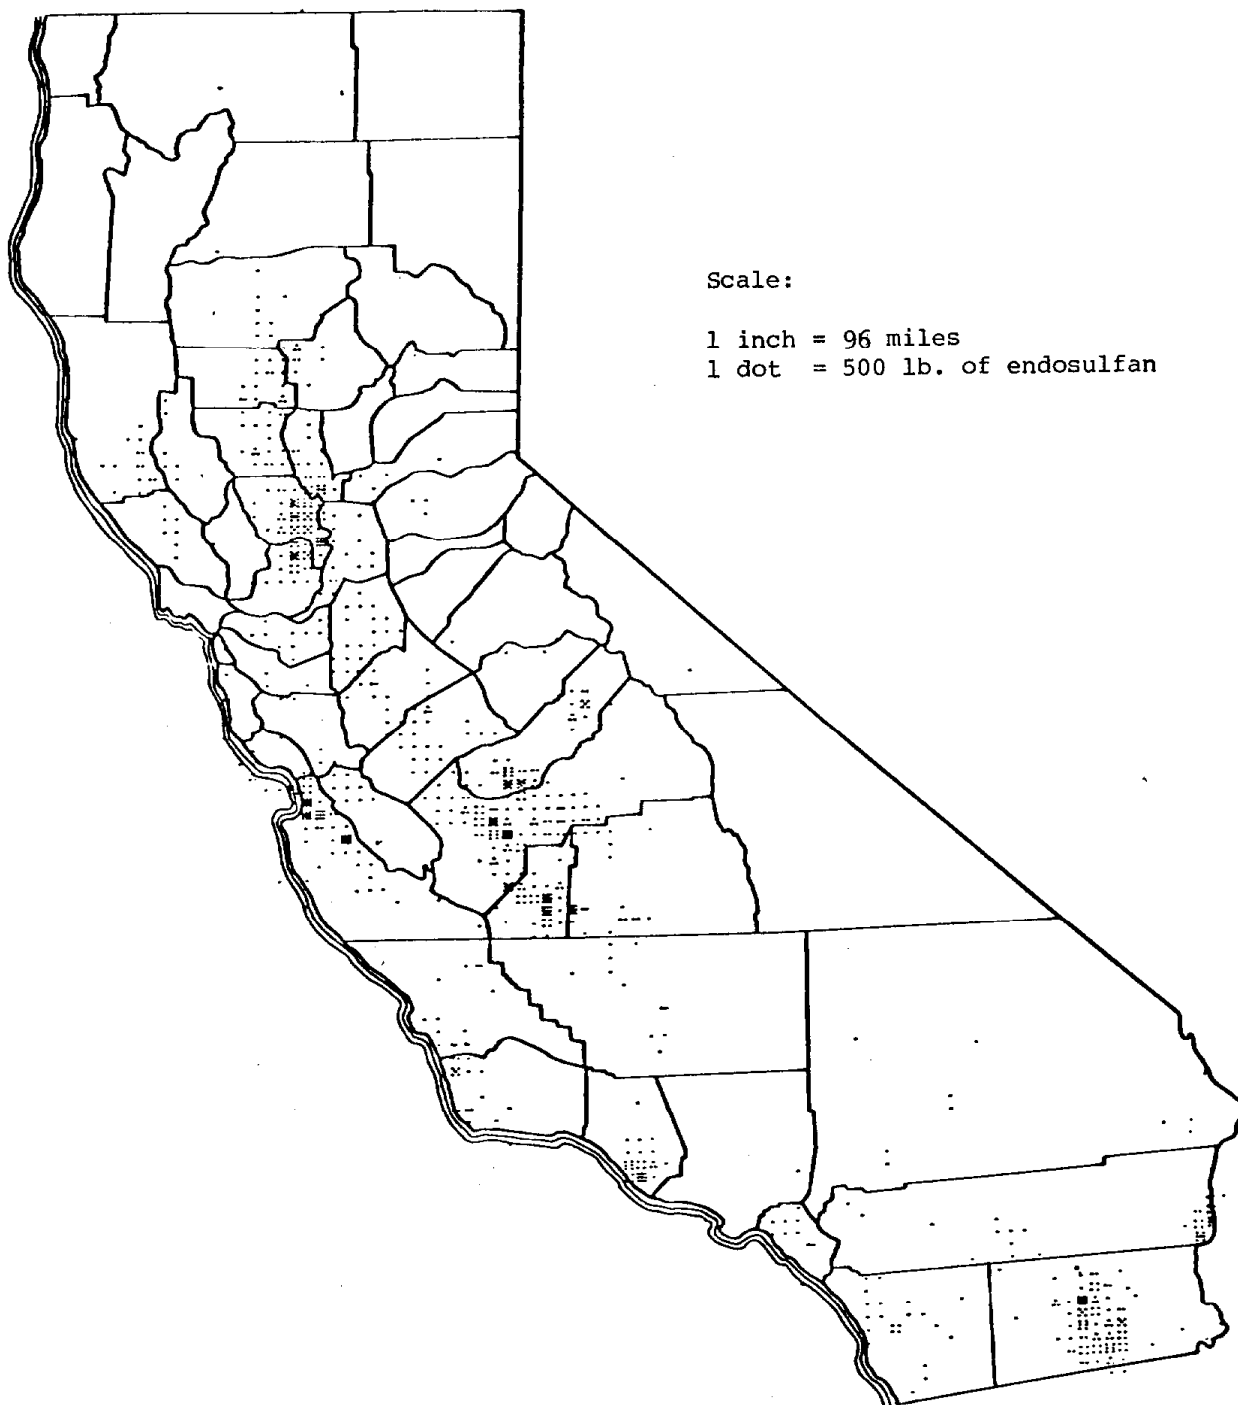 Scale:
1 inch = 96 miles
1 dot = 500 lb. of endosulfan